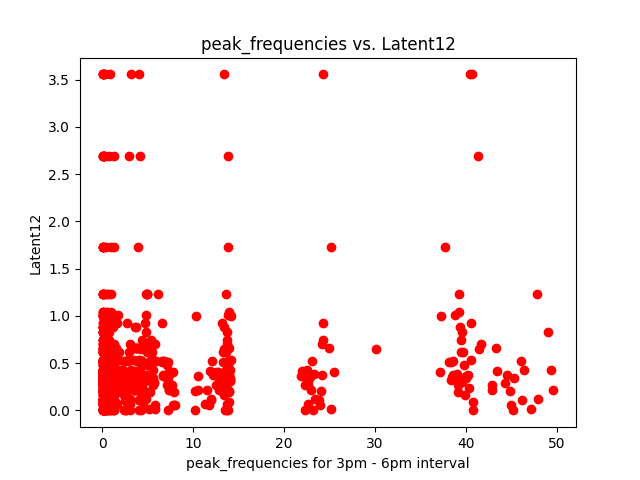 peak_frequencies vs. Latent12
3.5
3.0
2.5
2.0
1.5
1.0
0.5
0.0
Latent12
0 10 20 30 40 50
peak_frequencies for 3pm - 6pm interval